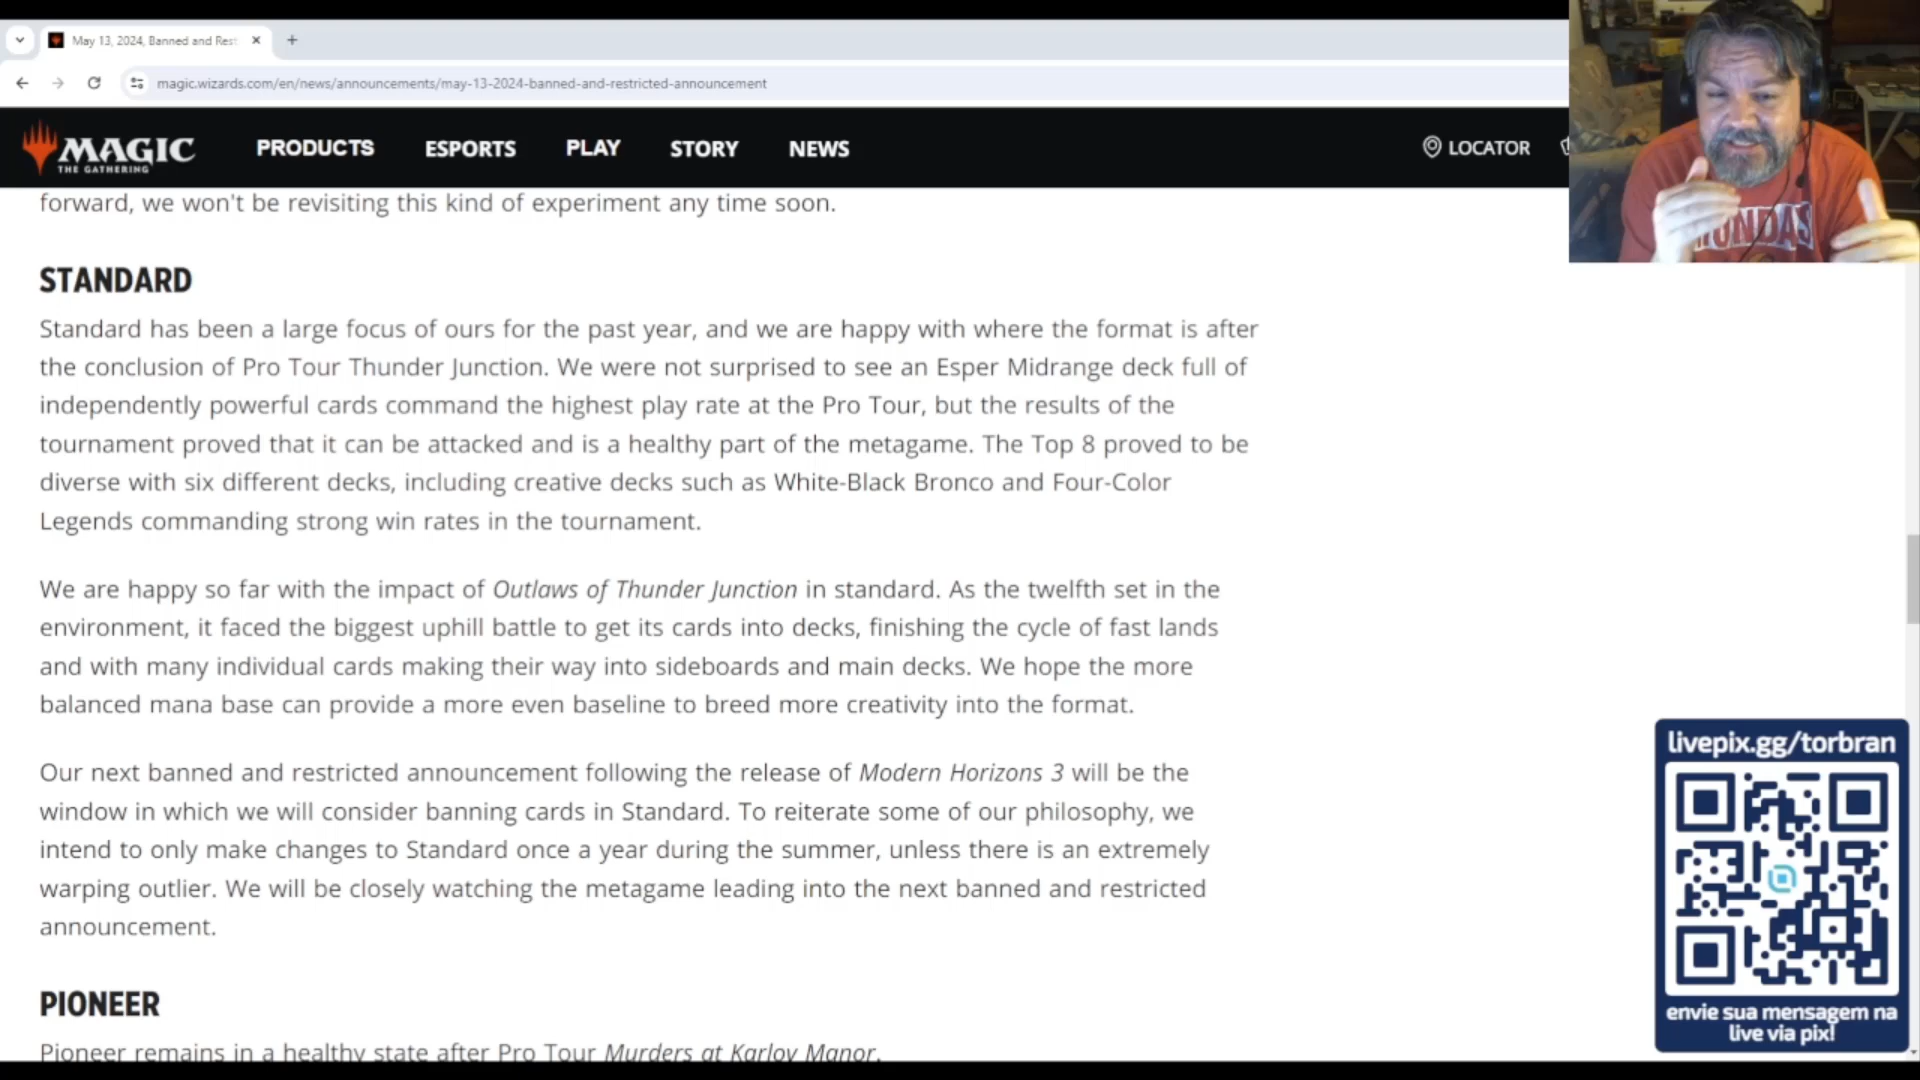 May 13, 2024, Banned and Rest
magic.wizards.com/en/news/announcements/may-13-2024-banned-and-restricted-announcement
MAGIC
THE GATHERING
PRODUCTS
ESPORTS
PLAY
STORY
NEWS
LOCATOR
forward, we won't be revisiting this kind of experiment any time soon.
STANDARD
Standard has been a large focus of ours for the past year, and we are happy with where the format is after
the conclusion of Pro Tour Thunder Junction. We were not surprised to see an Esper Midrange deck full of
independently powerful cards command the highest play rate at the Pro Tour, but the results of the
tournament proved that it can be attacked and is a healthy part of the metagame. The Top 8 proved to be
diverse with six different decks, including creative decks such as White-Black Bronco and Four-Color
Legends commanding strong win rates in the tournament.
We are happy so far with the impact of Outlaws of Thunder Junction in standard. As the twelfth set in the
environment, it faced the biggest uphill battle to get its cards into decks, finishing the cycle of fast lands
and with many individual cards making their way into sideboards and main decks. We hope the more
balanced mana base can provide a more even baseline to breed more creativity into the format.
Our next banned and restricted announcement following the release of Modern Horizons 3 will be the
window in which we will consider banning cards in Standard. To reiterate some of our philosophy, we
intend to only make changes to Standard once a year during the summer, unless there is an extremely
warping outlier. We will be closely watching the metagame leading into the next banned and restricted
announcement.
PIONEER
Pioneer remains in a healthy state after Pro Tour Murders at Karlov Manor.
livepix.gg/torbran
envie sua mensagem na
live via pix!